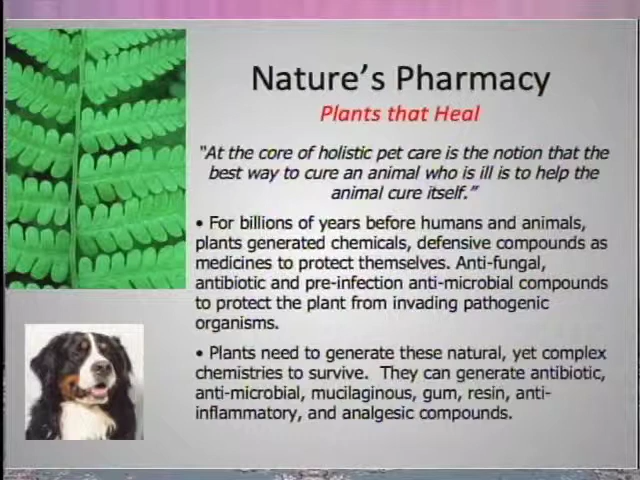 Nature's Pharmacy
Plants that Heal
"At the core of holistic pet care is the notion that the
best way to cure an animal who is ill is to help the
animal cure itself."
• For billions of years before humans and animals,
plants generated chemicals, defensive compounds as
medicines to protect themselves. Anti-fungal,
antibiotic and pre-infection anti-microbial compounds
to protect the plant from invading pathogenic
organisms.
• Plants need to generate these natural, yet complex
chemistries to survive. They can generate antibiotic,
anti-microbial, mucilaginous, gum, resin, anti-
inflammatory, and analgesic compounds.